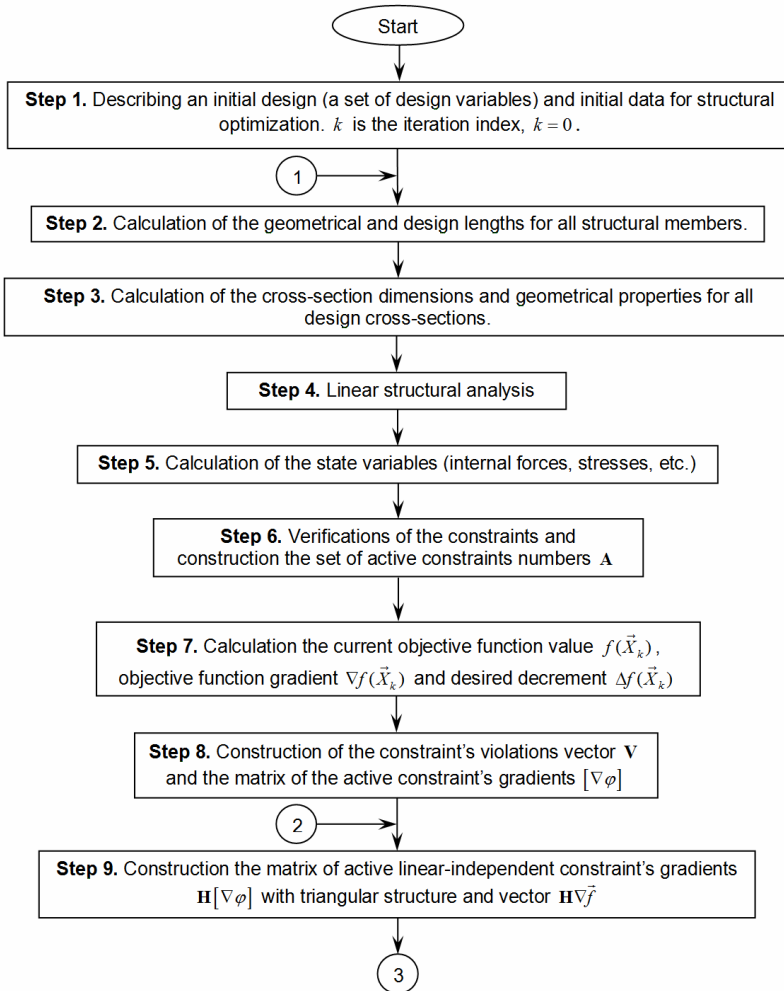 Start
Step 1. Describing an initial design (a set of design variables) and initial data for structural
optimization. k is the iteration index, k = 0.
1
Step 2. Calculation of the geometrical and design lengths for all structural members.
Step 3. Calculation of the cross-section dimensions and geometrical properties for all
design cross-sections.
Step 4. Linear structural analysis
Step 5. Calculation of the state variables (internal forces, stresses, etc.)
Step 6. Verifications of the constraints and
construction the set of active constraints numbers A
Step 7. Calculation the current objective function value f(X⃗ₖ),
objective function gradient ∇f(X⃗ₖ) and desired decrement Δf(X⃗ₖ)
Step 8. Construction of the constraint's violations vector V
and the matrix of the active constraint's gradients [∇φ]
2
Step 9. Construction the matrix of active linear-independent constraint's gradients
H[∇φ] with triangular structure and vector H∇f⃗
3